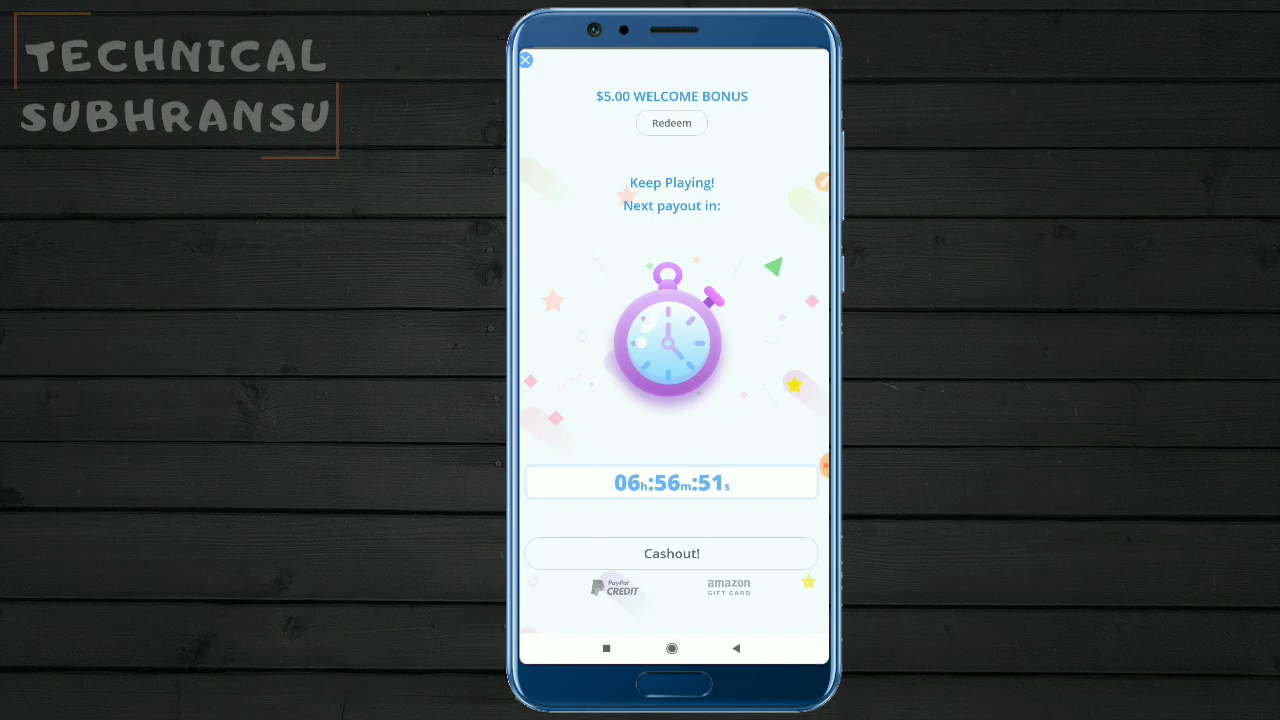 TECHNICAL
SUBHRANSU
$5.00 WELCOME BONUS
Redeem
Keep Playing!
Next payout in:
06h:56m:51s
Cashout!
PayPal
CREDIT
amazon
GIFT CARD